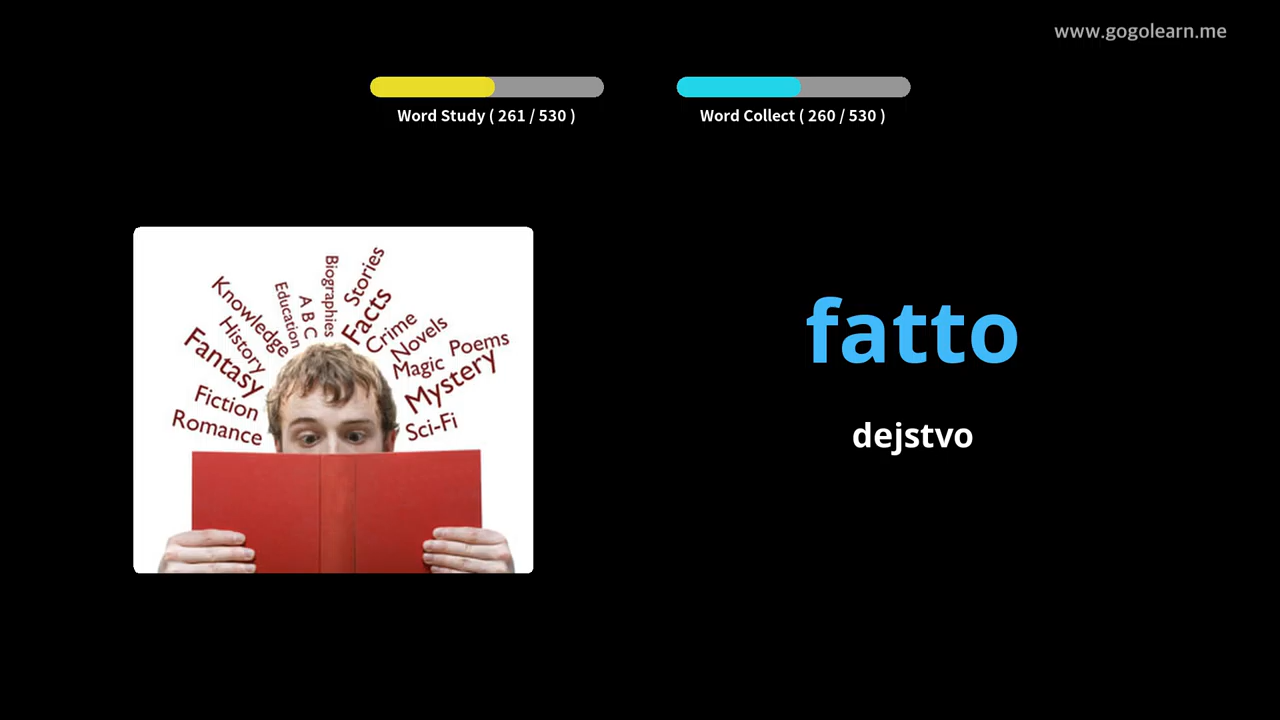 www.gogolearn.me
Word Study ( 261 / 530 )
Word Collect ( 260 / 530 )
Romance
Fiction
Fantasy
History
Knowledge
Education
A B C
Biographies
Stories
Facts
Crime
Novels
Magic
Poems
Mystery
Sci-Fi
fatto
dejstvo